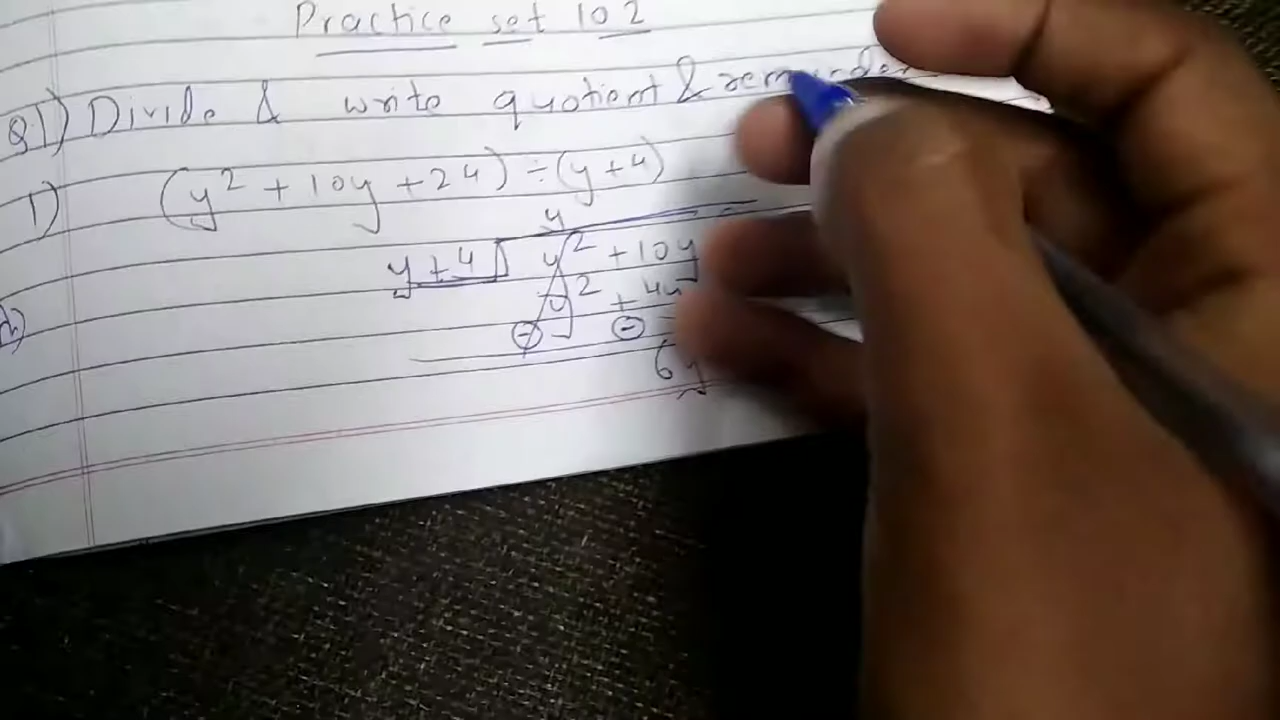 Practice set 10 2
Q1) Divide & write quotient & remainder
1) (y² + 10y + 24) ÷ (y + 4)
y
y + 4 y² + 10y
y² + 4y
- -
6y